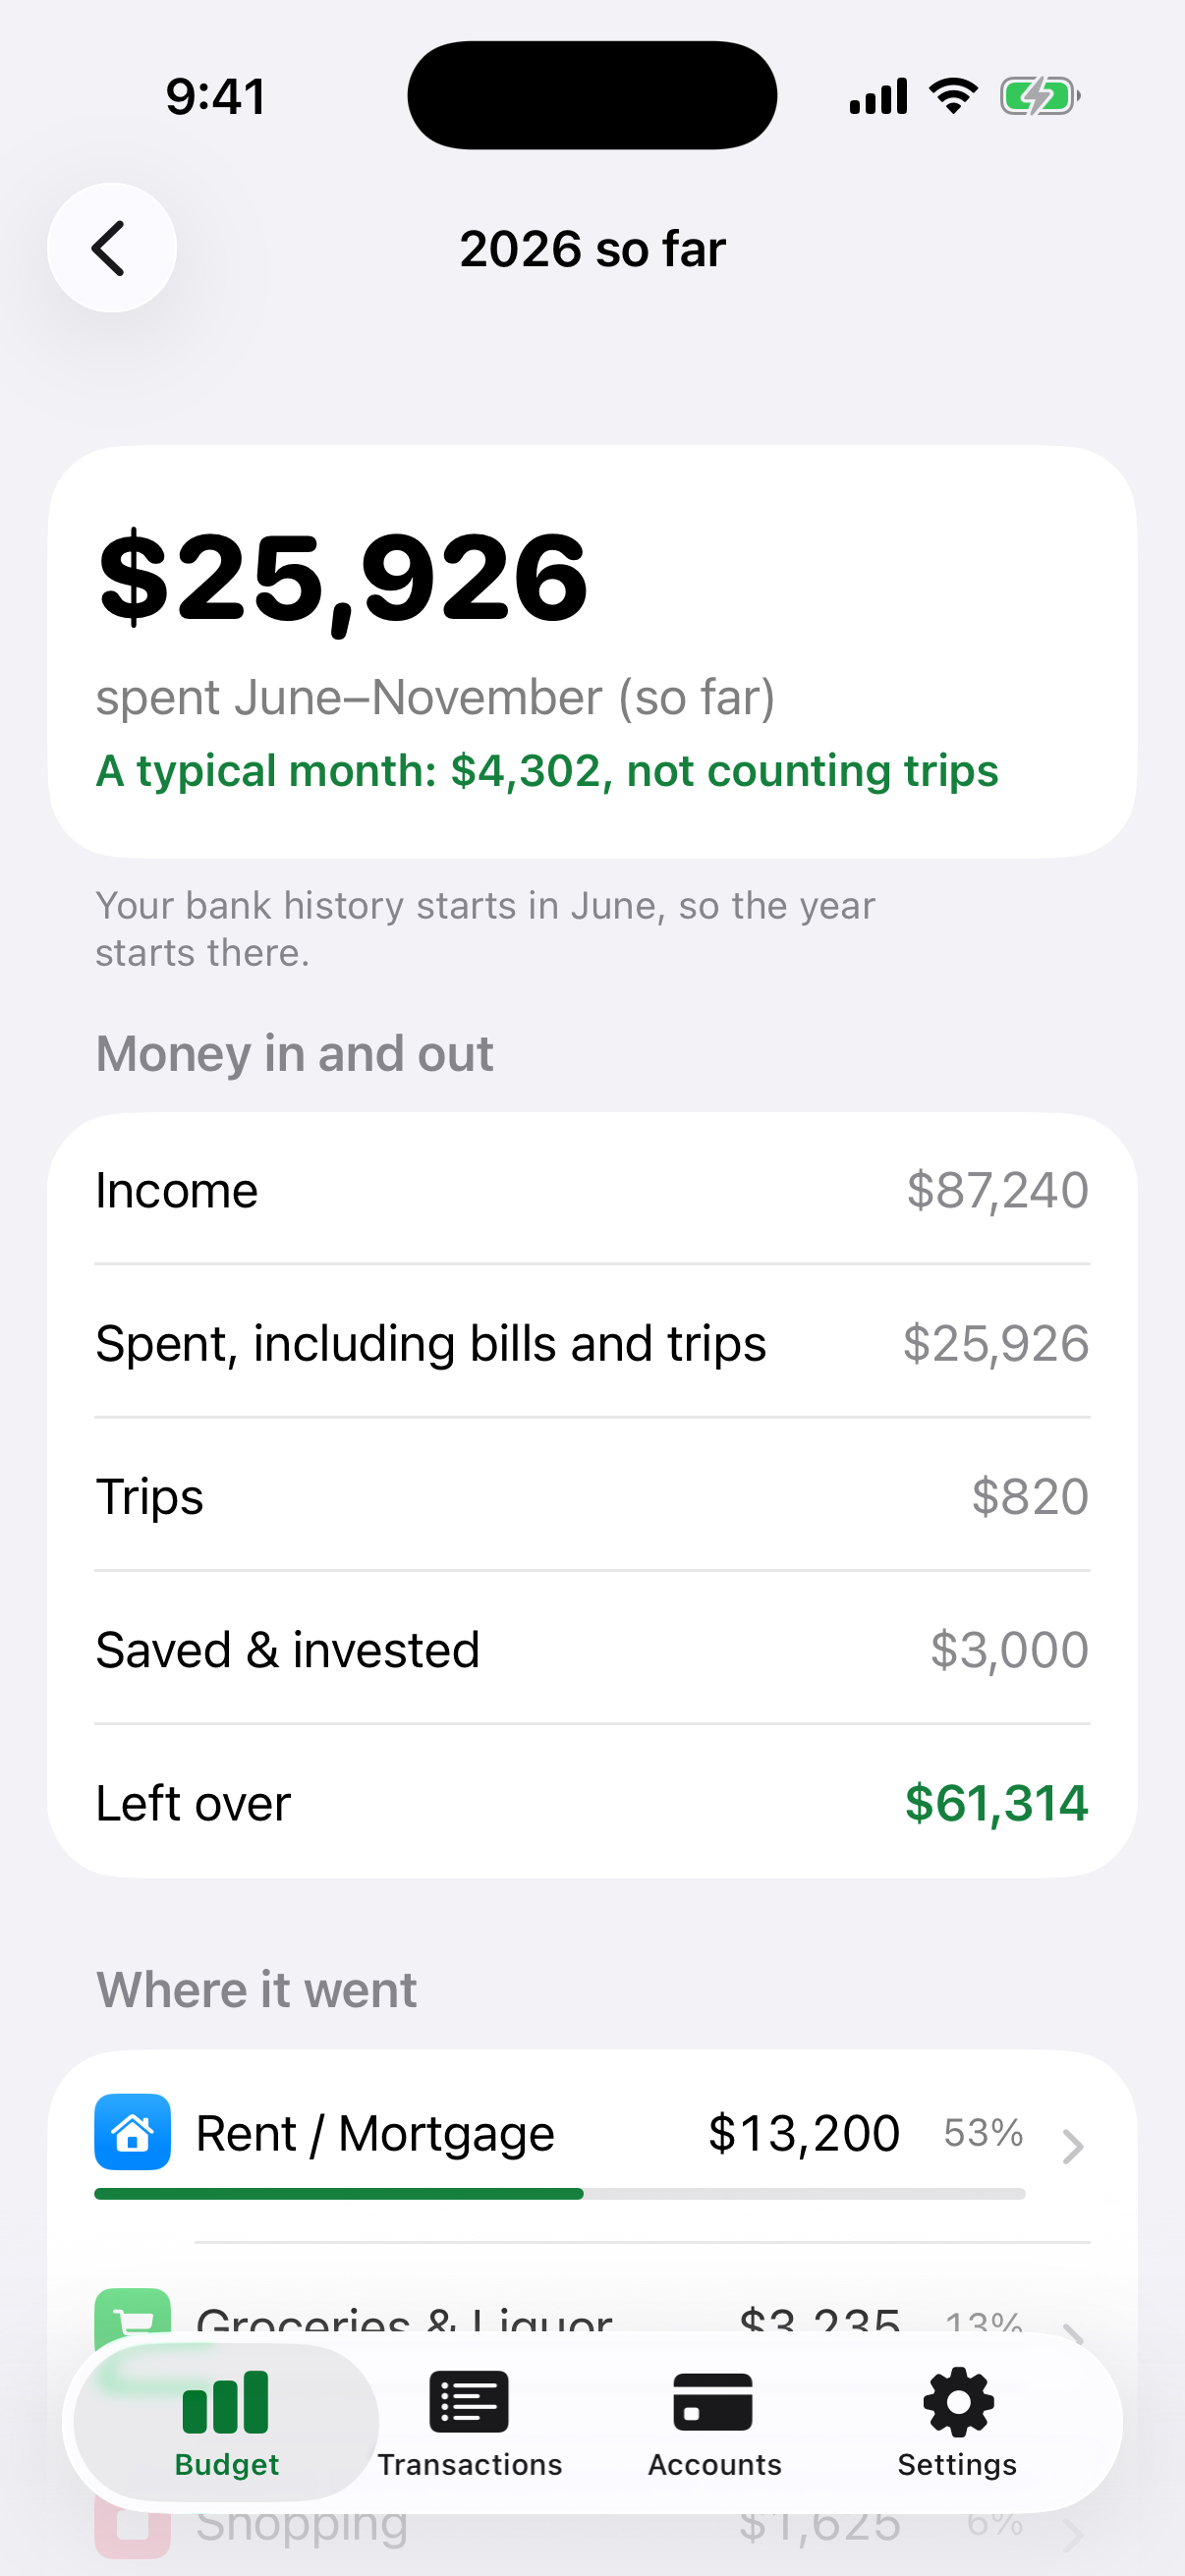 9:41
2026 so far
$25,926
spent June–November (so far)
A typical month: $4,302, not counting trips
Your bank history starts in June, so the year
starts there.
Money in and out
Income $87,240
Spent, including bills and trips $25,926
Trips $820
Saved & invested $3,000
Left over $61,314
Where it went
Rent / Mortgage $13,200 53%
Groceries & Liquor $3,235 13%
Budget Transactions Accounts Settings
Shopping $1,625 6%